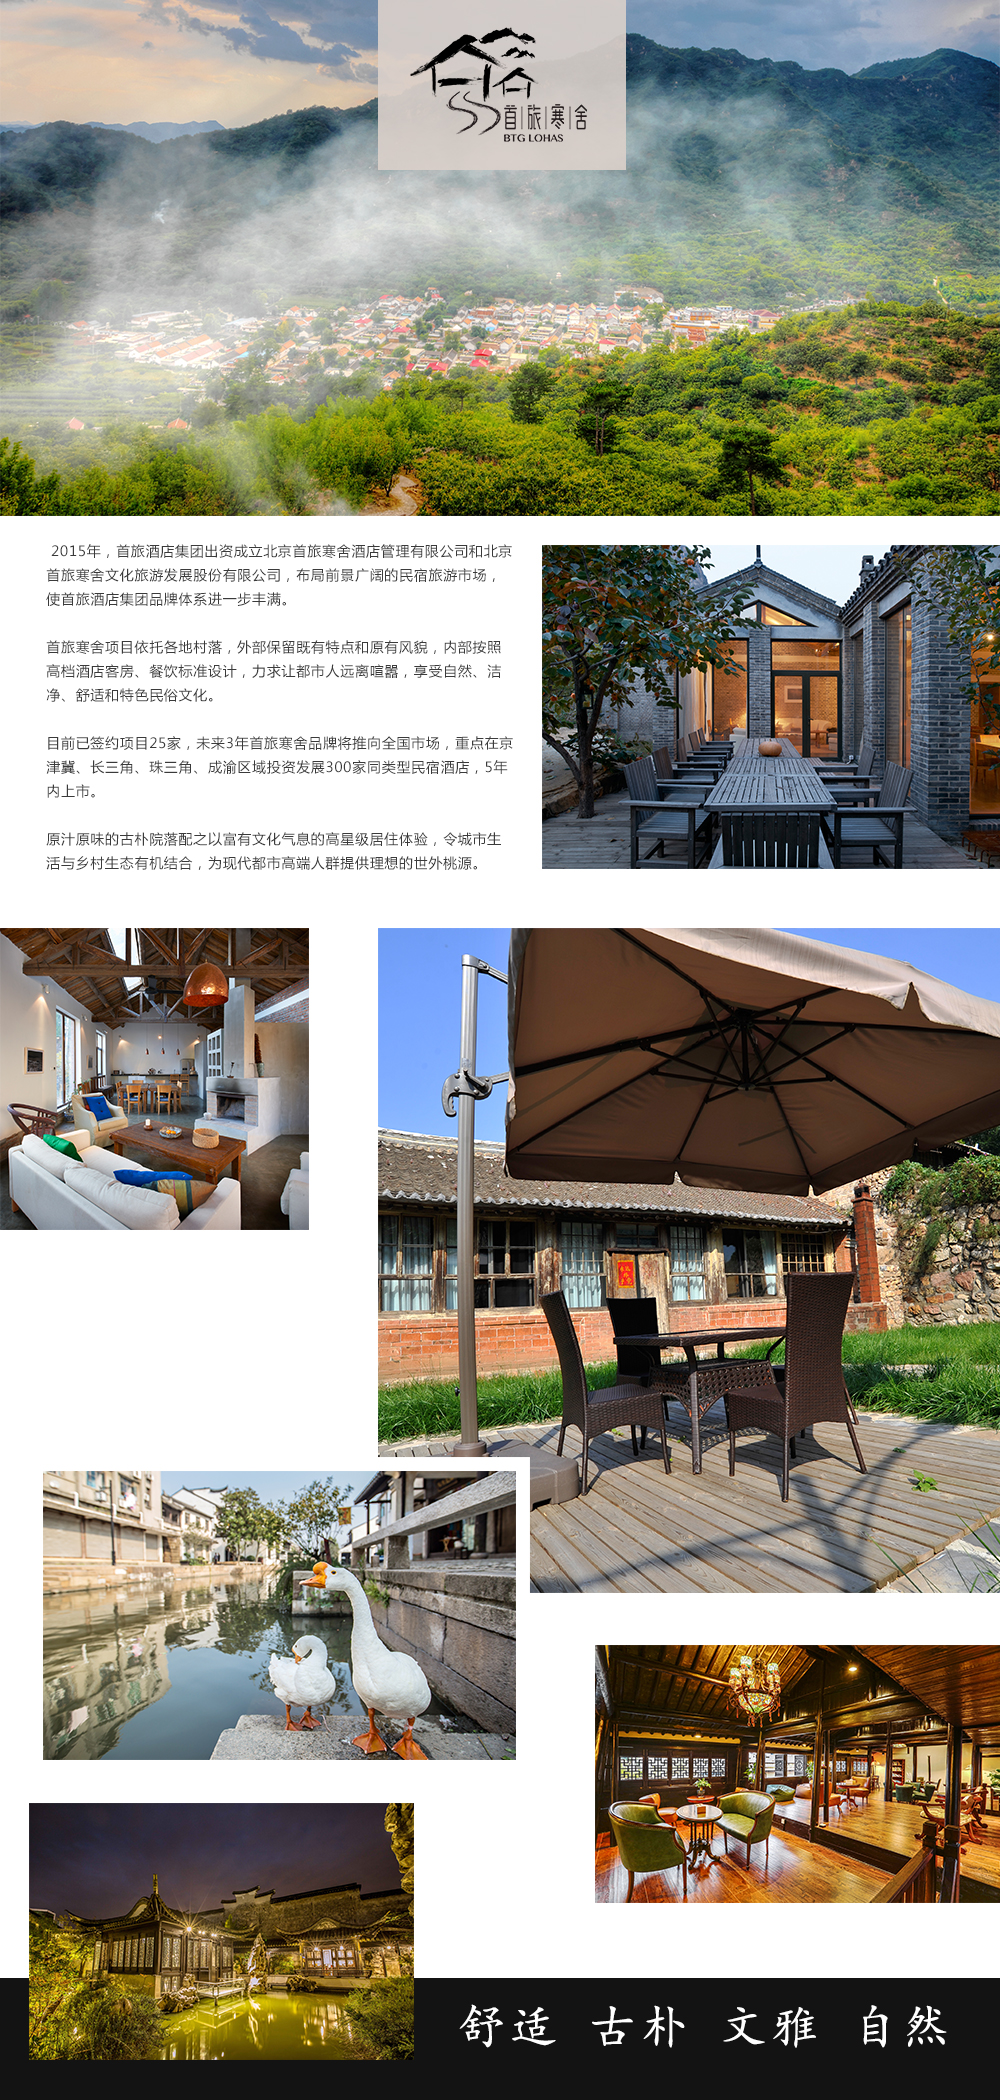 首旅寒舍
BTG LOHAS
2015年，首旅酒店集团出资成立北京首旅寒舍酒店管理有限公司和北京
首旅寒舍文化旅游发展股份有限公司，布局前景广阔的民宿旅游市场，
使首旅酒店集团品牌体系进一步丰满。
首旅寒舍项目依托各地村落，外部保留既有特点和原有风貌，内部按照
高档酒店客房、餐饮标准设计，力求让都市人远离喧嚣，享受自然、洁
净、舒适和特色民俗文化。
目前已签约项目25家，未来3年首旅寒舍品牌将推向全国市场，重点在京
津冀、长三角、珠三角、成渝区域投资发展300家同类型民宿酒店，5年
内上市。
原汁原味的古朴院落配之以富有文化气息的高星级居住体验，令城市生
活与乡村生态有机结合，为现代都市高端人群提供理想的世外桃源。
舒适 古朴 文雅 自然